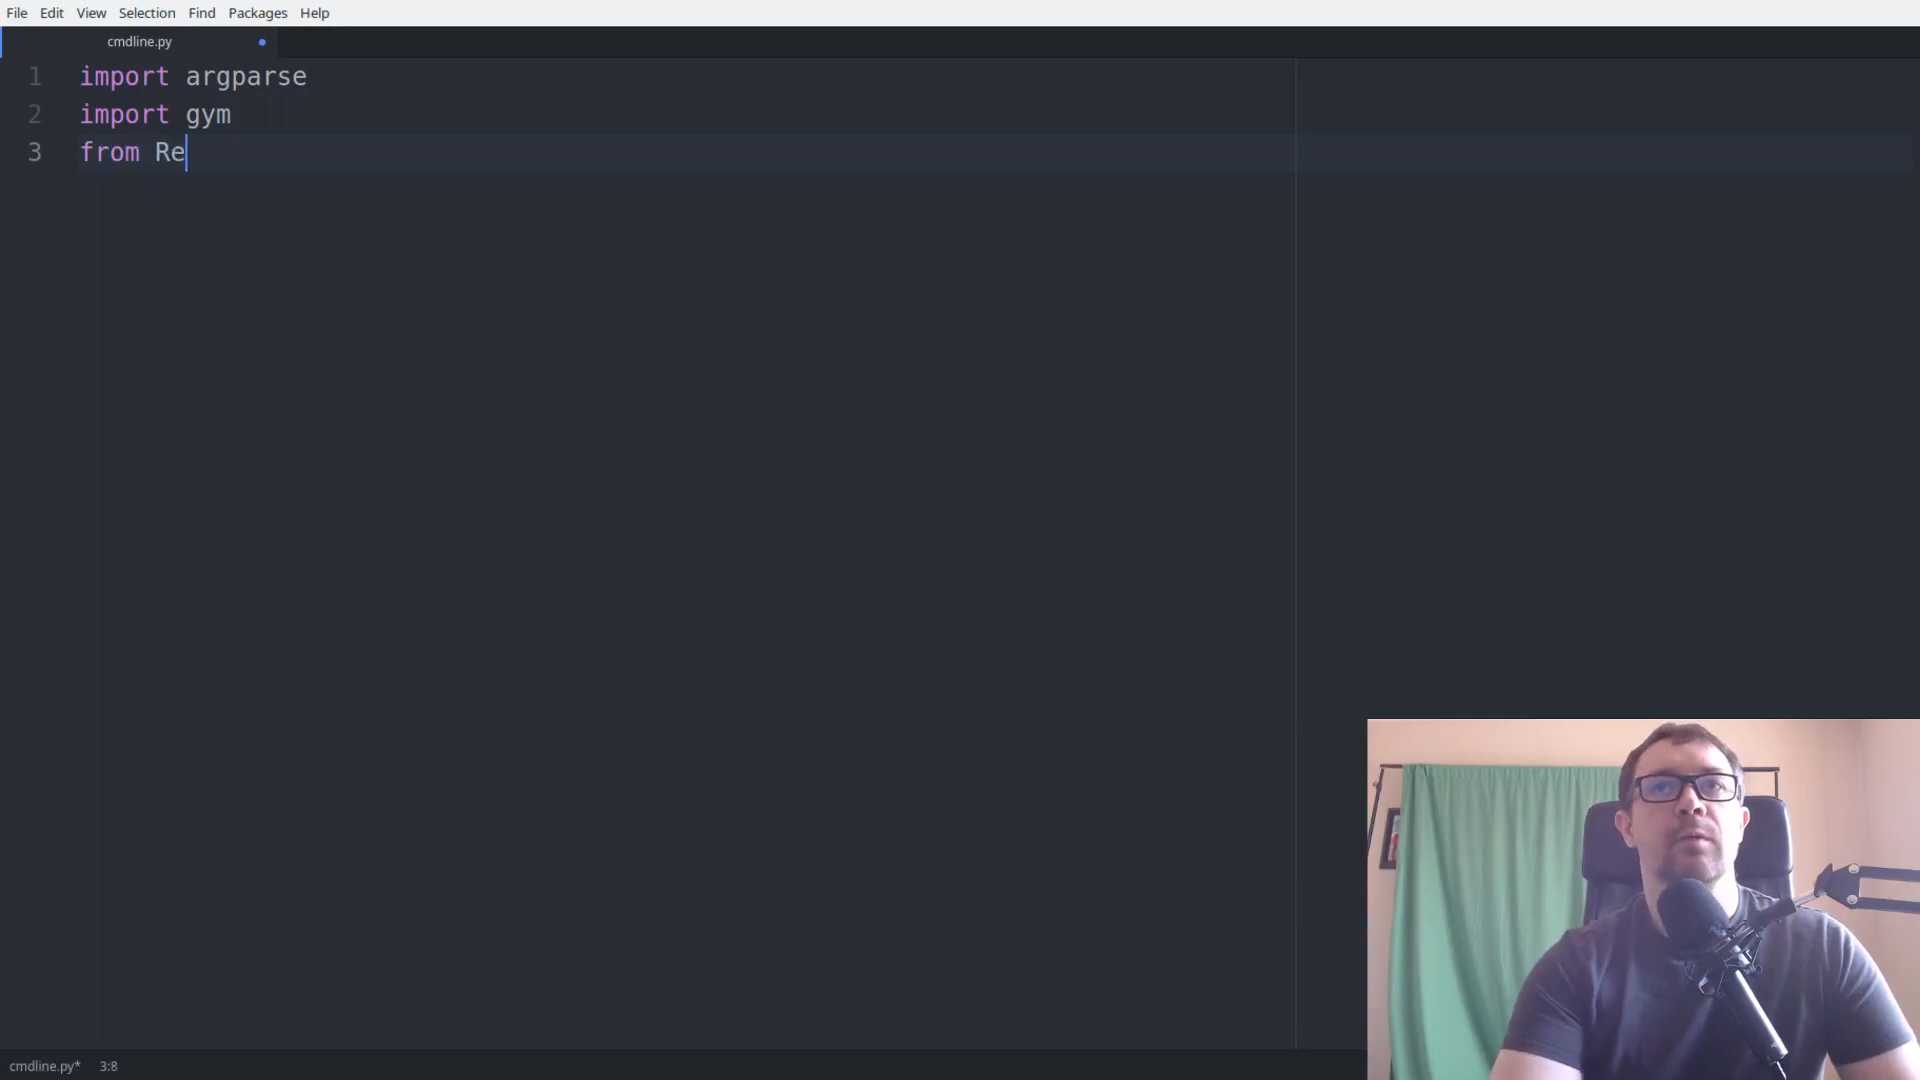 File Edit View Selection Find Packages Help
cmdline.py
1 import argparse
2 import gym
3 from Re
cmdline.py* 3:8